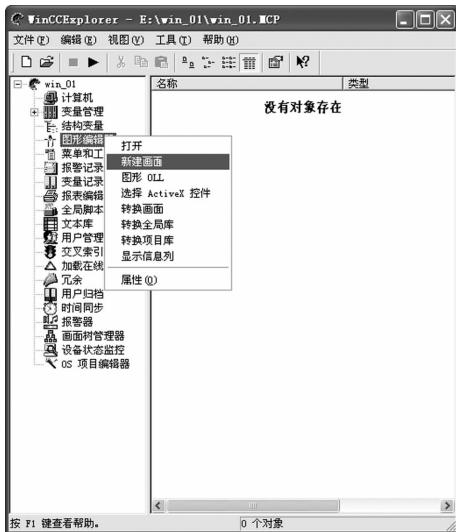 WinCCExplorer - E:\win_01\win_01.MCP
文件(F) 编辑(E) 视图(V) 工具(T) 帮助(H)
名称 类型
win_01
没有对象存在
计算机
变量管理
结构变量
图形编辑
菜单和工
报警记录
变量记录
报表编辑
全局脚本
文本库
用户管理
交叉索引
加载在线
冗余
用户归档
时间同步
报警器
画面树管理器
设备状态监控
OS 项目编辑器
打开
新建画面
图形 OLL
选择 ActiveX 控件
转换画面
转换全局库
转换项目库
显示信息列
属性(O)
按 F1 键查看帮助。 0 个对象